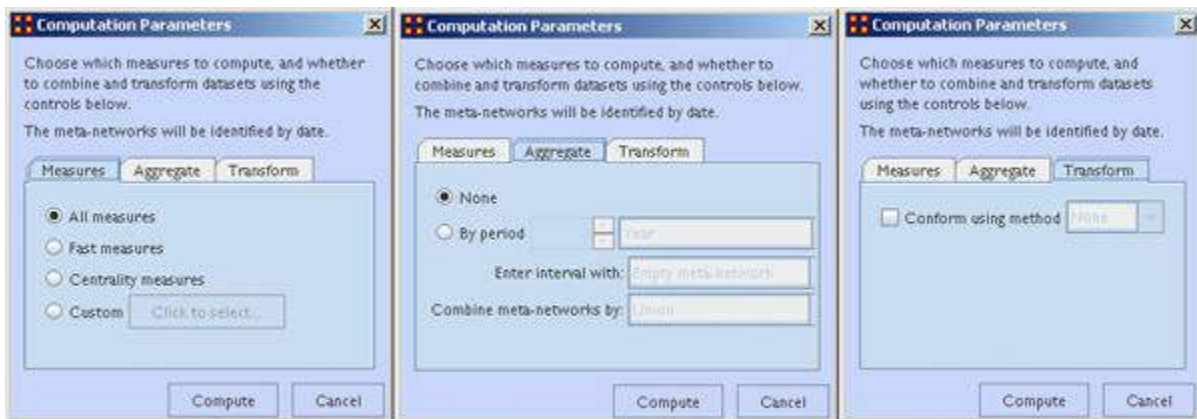 Computation Parameters
Choose which measures to compute, and whether
to combine and transform datasets using the
controls below.
The meta-networks will be identified by date.
Measures Aggregate Transform
All measures
Fast measures
Centrality measures
Custom Click to select...
Compute Cancel
Computation Parameters
Choose which measures to compute, and whether to
combine and transform datasets using the controls below.
The meta-networks will be identified by date.
Measures Aggregate Transform
None
By period Year
Enter interval with: Empty meta-network
Combine meta-networks by: Union
Compute Cancel
Computation Parameters
Choose which measures to compute, and
whether to combine and transform datasets
using the controls below.
The meta-networks will be identified by date.
Measures Aggregate Transform
Conform using method None
Compute Cancel